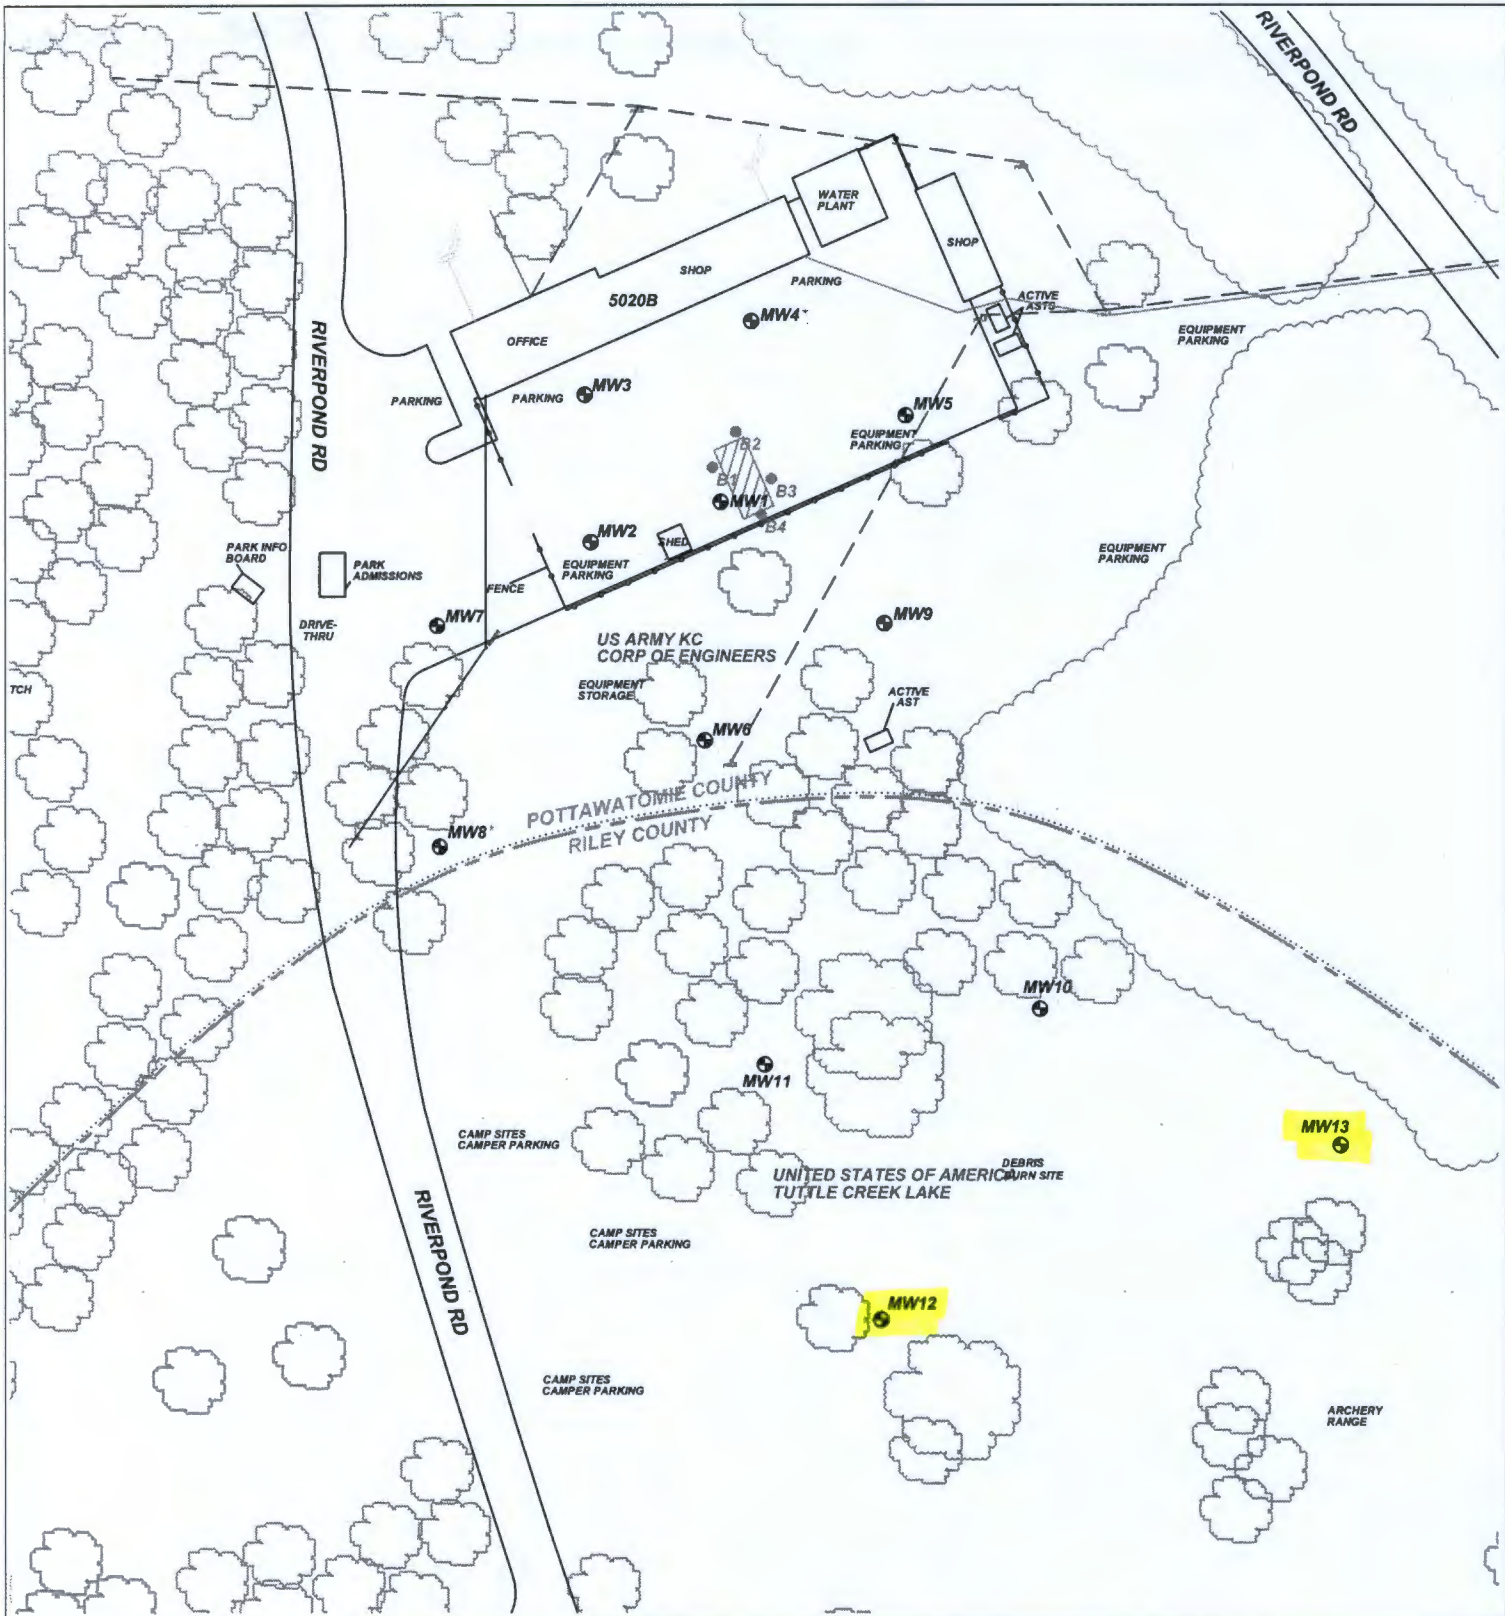 RIVERPOND RD
WATER
PLANT
SHOP
SHOP
PARKING
5020B
ACTIVE
ASTS
MW4*
OFFICE
EQUIPMENT
PARKING
RIVERPOND RD
MW3
PARKING
PARKING
MW5
EQUIPMENT
PARKING
B2
B1
B3
MW1
B4
MW2
SHED
PARK INFO
BOARD
PARK
ADMISSIONS
EQUIPMENT
PARKING
FENCE
EQUIPMENT
PARKING
MW7
DRIVE-
THRU
MW9
US ARMY KC
CORP OF ENGINEERS
EQUIPMENT
STORAGE
TCH
ACTIVE
AST
MW6
POTTAWATOMIE COUNTY
RILEY COUNTY
MW8*
MW10
MW11
MW13
CAMP SITES
CAMPER PARKING
DEBRIS
BURN SITE
UNITED STATES OF AMERICA
TUTTLE CREEK LAKE
RIVERPOND RD
CAMP SITES
CAMPER PARKING
MW12
CAMP SITES
CAMPER PARKING
ARCHERY
RANGE